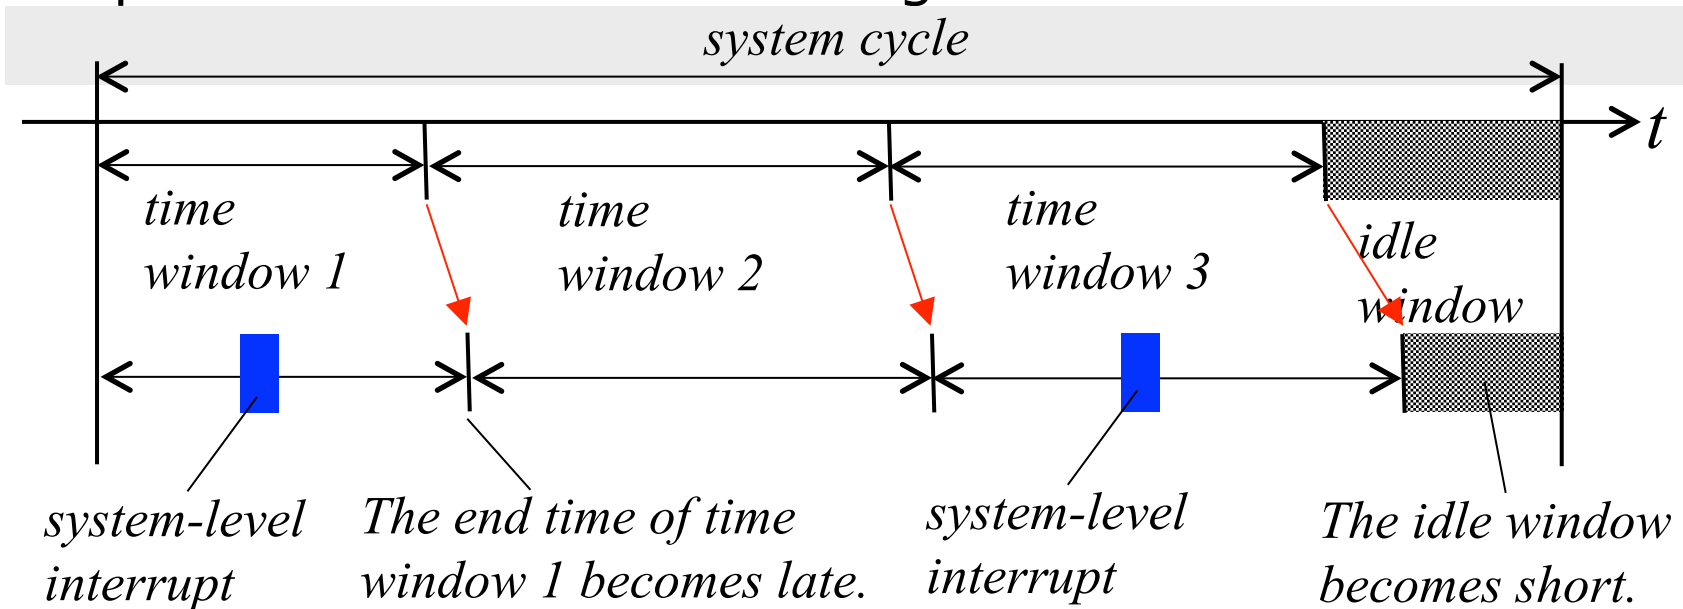 system cycle
t
time
window 1
time
window 2
time
window 3
idle
window
system-level
interrupt
The end time of time
window 1 becomes late.
system-level
interrupt
The idle window
becomes short.